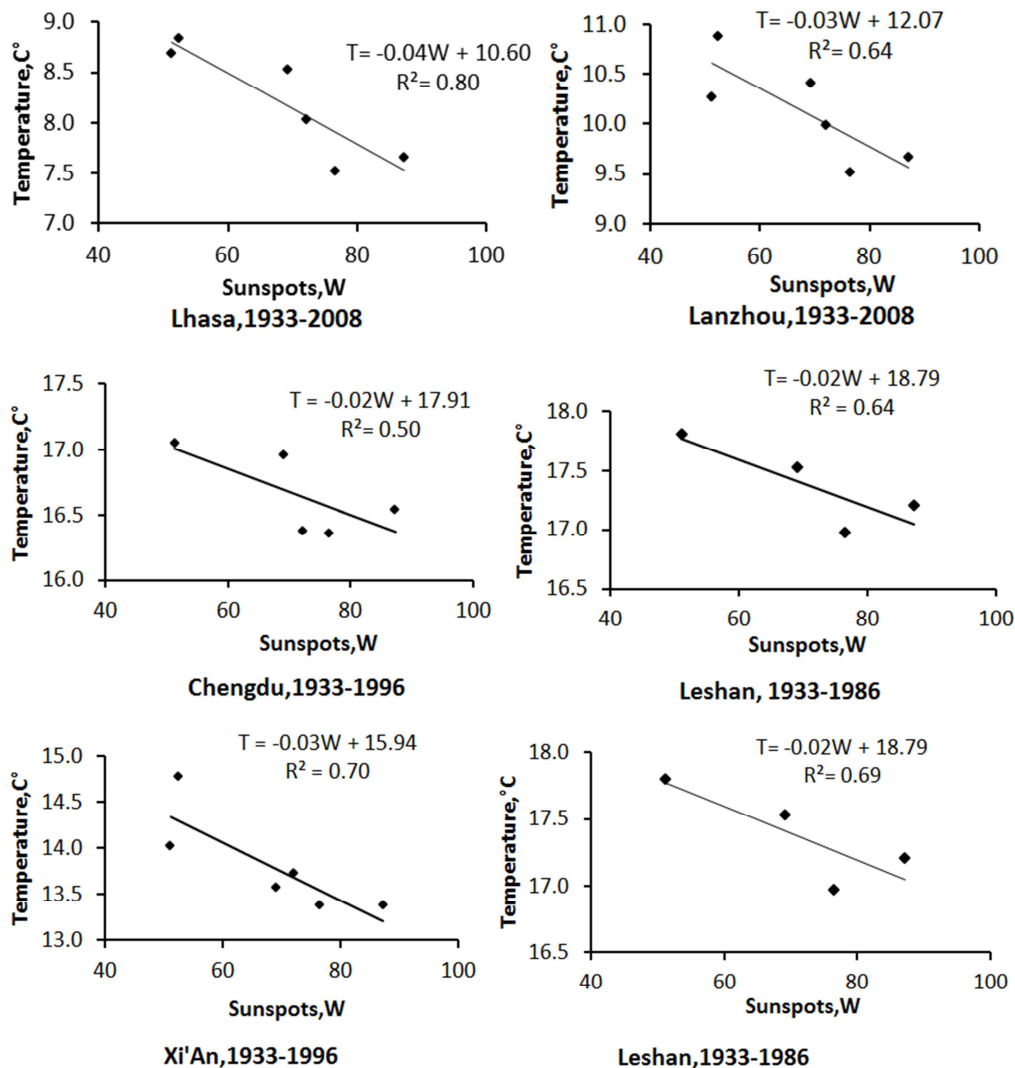 9.0
8.5
8.0
7.5
7.0
Temperature,C°
T= -0.04W + 10.60
R²= 0.80
40 60 80 100
Sunspots,W
Lhasa,1933-2008
11.0
10.5
10.0
9.5
9.0
Temperature,C°
T= -0.03W + 12.07
R²= 0.64
40 60 80 100
Sunspots,W
Lanzhou,1933-2008
17.5
17.0
16.5
16.0
Temperature,C°
T = -0.02W + 17.91
R²= 0.50
40 60 80 100
Sunspots,W
Chengdu,1933-1996
18.0
17.5
17.0
16.5
Temperature,C°
T= -0.02W + 18.79
R² = 0.64
40 60 80 100
Sunspots,W
Leshan, 1933-1986
15.0
14.5
14.0
13.5
13.0
Temperature,C°
T = -0.03W + 15.94
R² = 0.70
40 60 80 100
Sunspots,W
Xi'An,1933-1996
18.0
17.5
17.0
16.5
Temperature,°C
T= -0.02W + 18.79
R²= 0.69
40 60 80 100
Sunspots,W
Leshan,1933-1986